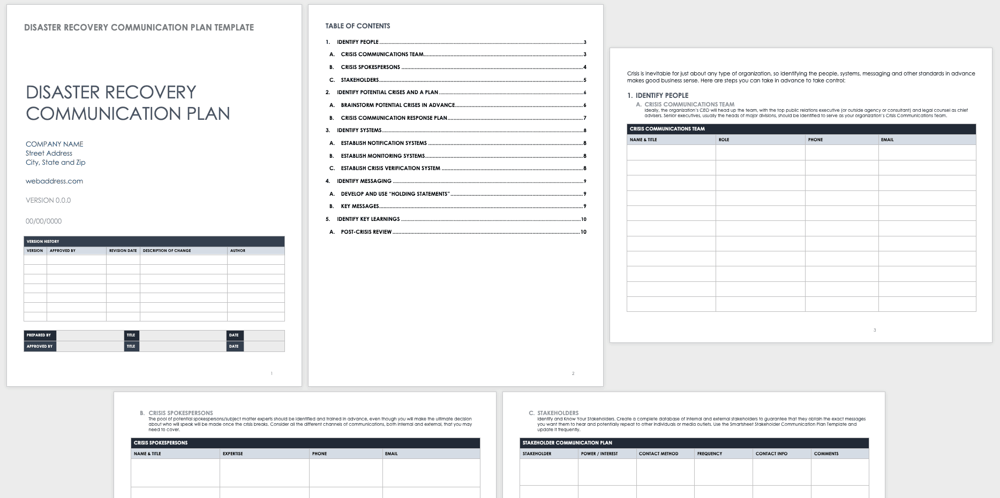 DISASTER RECOVERY COMMUNICATION PLAN TEMPLATE
DISASTER RECOVERY
COMMUNICATION PLAN
COMPANY NAME
Street Address
City, State and Zip
webaddress.com
VERSION 0.0.0
00/00/0000
VERSION HISTORY
VERSION APPROVED BY REVISION DATE DESCRIPTION OF CHANGE AUTHOR
PREPARED BY TITLE DATE
APPROVED BY TITLE DATE
1
TABLE OF CONTENTS
1. IDENTIFY PEOPLE 3
A. CRISIS COMMUNICATIONS TEAM 3
B. CRISIS SPOKESPERSONS 4
C. STAKEHOLDERS 5
2. IDENTIFY POTENTIAL CRISES AND A PLAN 6
A. BRAINSTORM POTENTIAL CRISES IN ADVANCE 6
B. CRISIS COMMUNICATION RESPONSE PLAN 7
3. IDENTIFY SYSTEMS 8
A. ESTABLISH NOTIFICATION SYSTEMS 8
B. ESTABLISH MONITORING SYSTEMS 8
C. ESTABLISH CRISIS VERIFICATION SYSTEM 8
4. IDENTIFY MESSAGING 9
A. DEVELOP AND USE “HOLDING STATEMENTS” 9
B. KEY MESSAGES 9
5. IDENTIFY KEY LEARNINGS 10
A. POST-CRISIS REVIEW 10
2
Crisis is inevitable for just about any type of organization, so identifying the people, systems, messaging and other standards in advance
makes good business sense. Here are steps you can take in advance to take control:
1. IDENTIFY PEOPLE
A. CRISIS COMMUNICATIONS TEAM
Ideally, the organization’s CEO will head up the team, with the top public relations executive (or outside agency or consultant) and legal counsel as chief
advisers. Senior executives, usually the heads of major divisions, should be identified to serve as your organization’s Crisis Communications Team.
CRISIS COMMUNICATIONS TEAM
NAME & TITLE ROLE PHONE EMAIL
3
B. CRISIS SPOKESPERSONS
The pool of potential spokespersons/subject matter experts should be identified and trained in advance, even though you will make the ultimate decision
about who will speak will be made once the crisis breaks. Consider all the different channels of communications, both internal and external, that you may
need to cover.
CRISIS SPOKESPERSONS
NAME & TITLE EXPERTISE PHONE EMAIL
C. STAKEHOLDERS
Identify and Know Your Stakeholders. Create a complete database of internal and external stakeholders to guarantee that they obtain the exact messages
you want them to hear and potentially repeat to other individuals or media outlets. Use the Smartsheet Stakeholder Communication Plan Template and
update it frequently.
STAKEHOLDER COMMUNICATION PLAN
STAKEHOLDER POWER / INTEREST CONTACT METHOD FREQUENCY CONTACT INFO COMMENTS